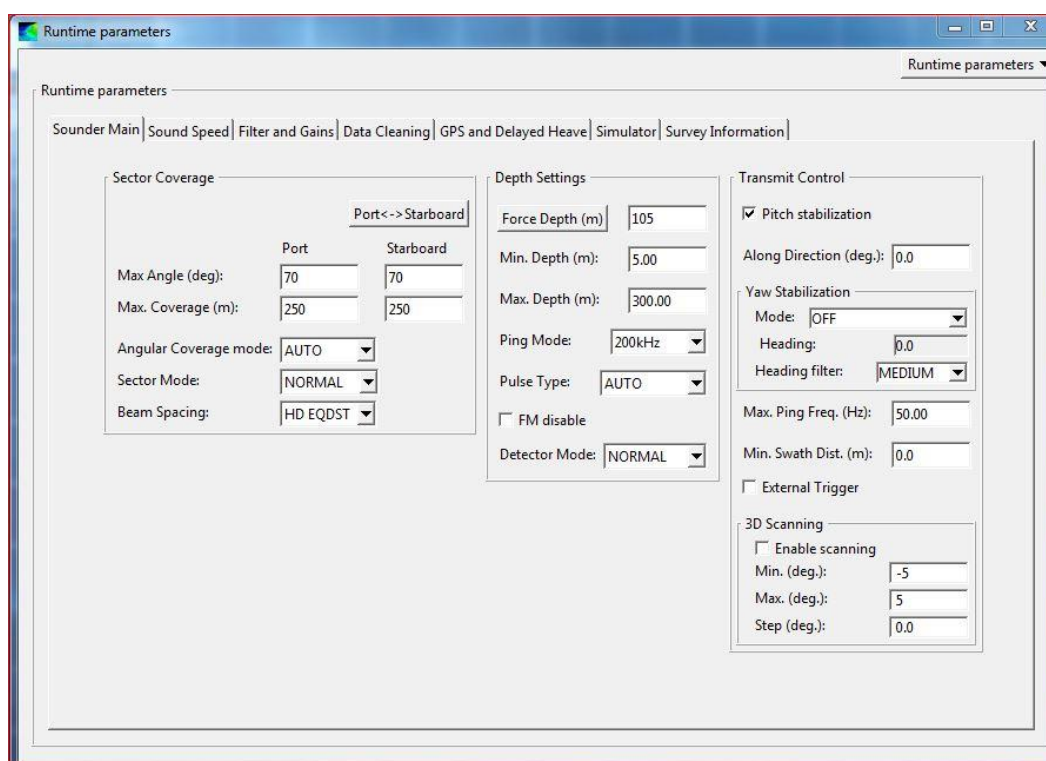 Runtime parameters
Runtime parameters
Runtime parameters
Sounder Main Sound Speed Filter and Gains Data Cleaning GPS and Delayed Heave Simulator Survey Information
Sector Coverage
Port<->Starboard
Port Starboard
Max Angle (deg): 70 70
Max. Coverage (m): 250 250
Angular Coverage mode: AUTO
Sector Mode: NORMAL
Beam Spacing: HD EQDST
Depth Settings
Force Depth (m) 105
Min. Depth (m): 5.00
Max. Depth (m): 300.00
Ping Mode: 200kHz
Pulse Type: AUTO
FM disable
Detector Mode: NORMAL
Transmit Control
Pitch stabilization
Along Direction (deg.): 0.0
Yaw Stabilization
Mode: OFF
Heading: 0.0
Heading filter: MEDIUM
Max. Ping Freq. (Hz): 50.00
Min. Swath Dist. (m): 0.0
External Trigger
3D Scanning
Enable scanning
Min. (deg.): -5
Max. (deg.): 5
Step (deg.): 0.0